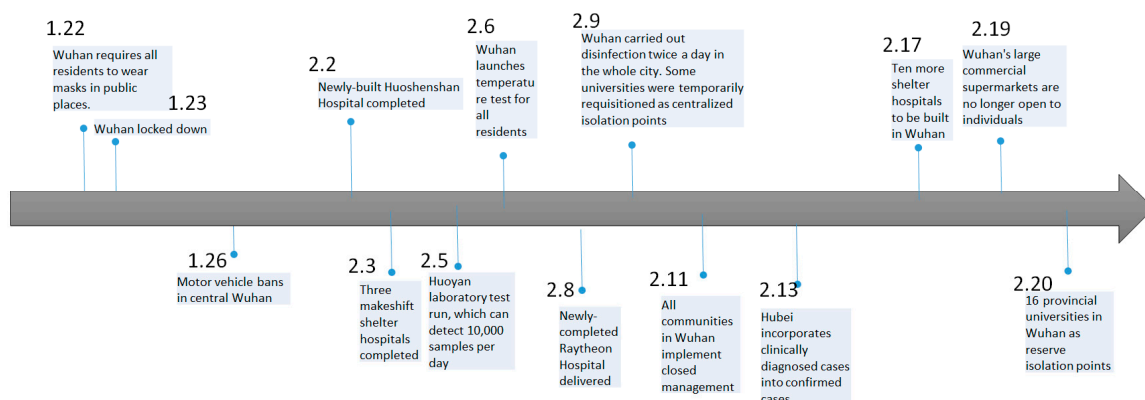 1.22
Wuhan requires all
residents to wear
masks in public
places.
1.23
Wuhan locked down
2.2
Newly-built Huoshenshan
Hospital completed
2.6
Wuhan
launches
temperatu
re test for
all
residents
2.9
Wuhan carried out
disinfection twice a day in
the whole city. Some
universities were temporarily
requisitioned as centralized
isolation points
2.17
Ten more
shelter
hospitals
to be built
in Wuhan
2.19
Wuhan's large
commercial
supermarkets are
no longer open to
individuals
1.26
Motor vehicle bans
in central Wuhan
2.3
Three
makeshift
shelter
hospitals
completed
2.5
Huoyan
laboratory test
run, which can
detect 10,000
samples per
day
2.8
Newly-
completed
Raytheon
Hospital
delivered
2.11
All
communities
in Wuhan
implement
closed
management
2.13
Hubei
incorporates
clinically
diagnosed cases
into confirmed
cases
2.20
16 provincial
universities in
Wuhan as
reserve
isolation points